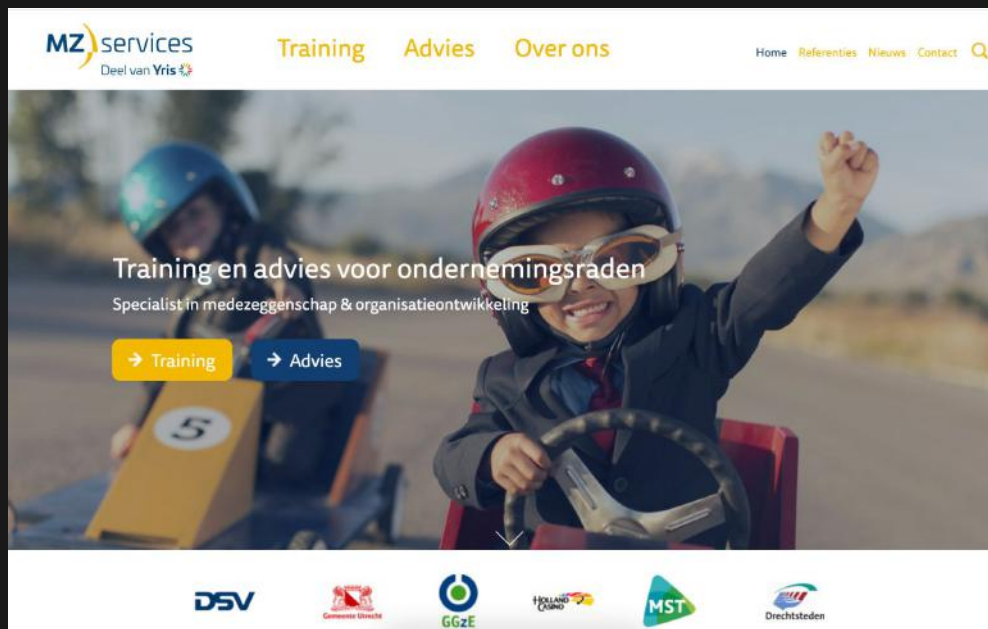 MZ services
Deel van Yris
Training Advies Over ons
Home Referenties Nieuws Contact
Training en advies voor ondernemingsraden
Specialist in medezeggenschap & organisatieontwikkeling
→ Training → Advies
5
DSV
Gemeente Utrecht
GGzE
HOLLAND CASINO
MST
Drechtsteden